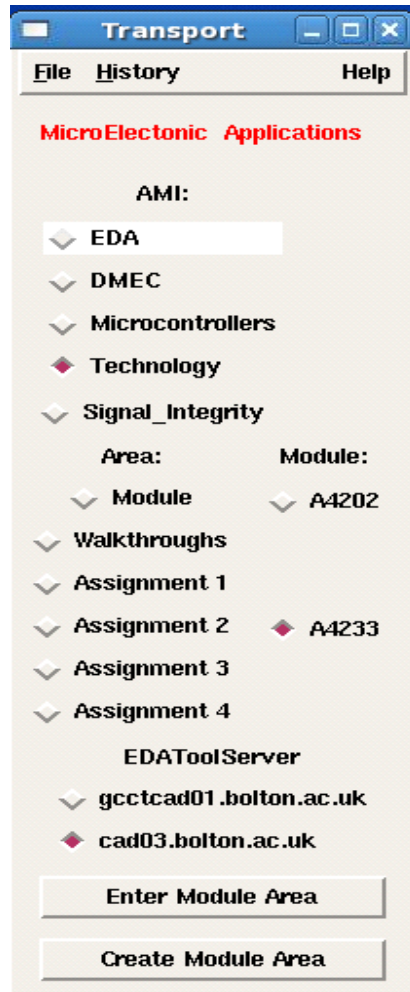 Transport
File History Help
MicroElectonic Applications
AMI:
EDA
DMEC
Microcontrollers
Technology
Signal_Integrity
Area: Module:
Module A4202
Walkthroughs
Assignment 1
Assignment 2 A4233
Assignment 3
Assignment 4
EDAToolServer
gcctcad01.bolton.ac.uk
cad03.bolton.ac.uk
Enter Module Area
Create Module Area